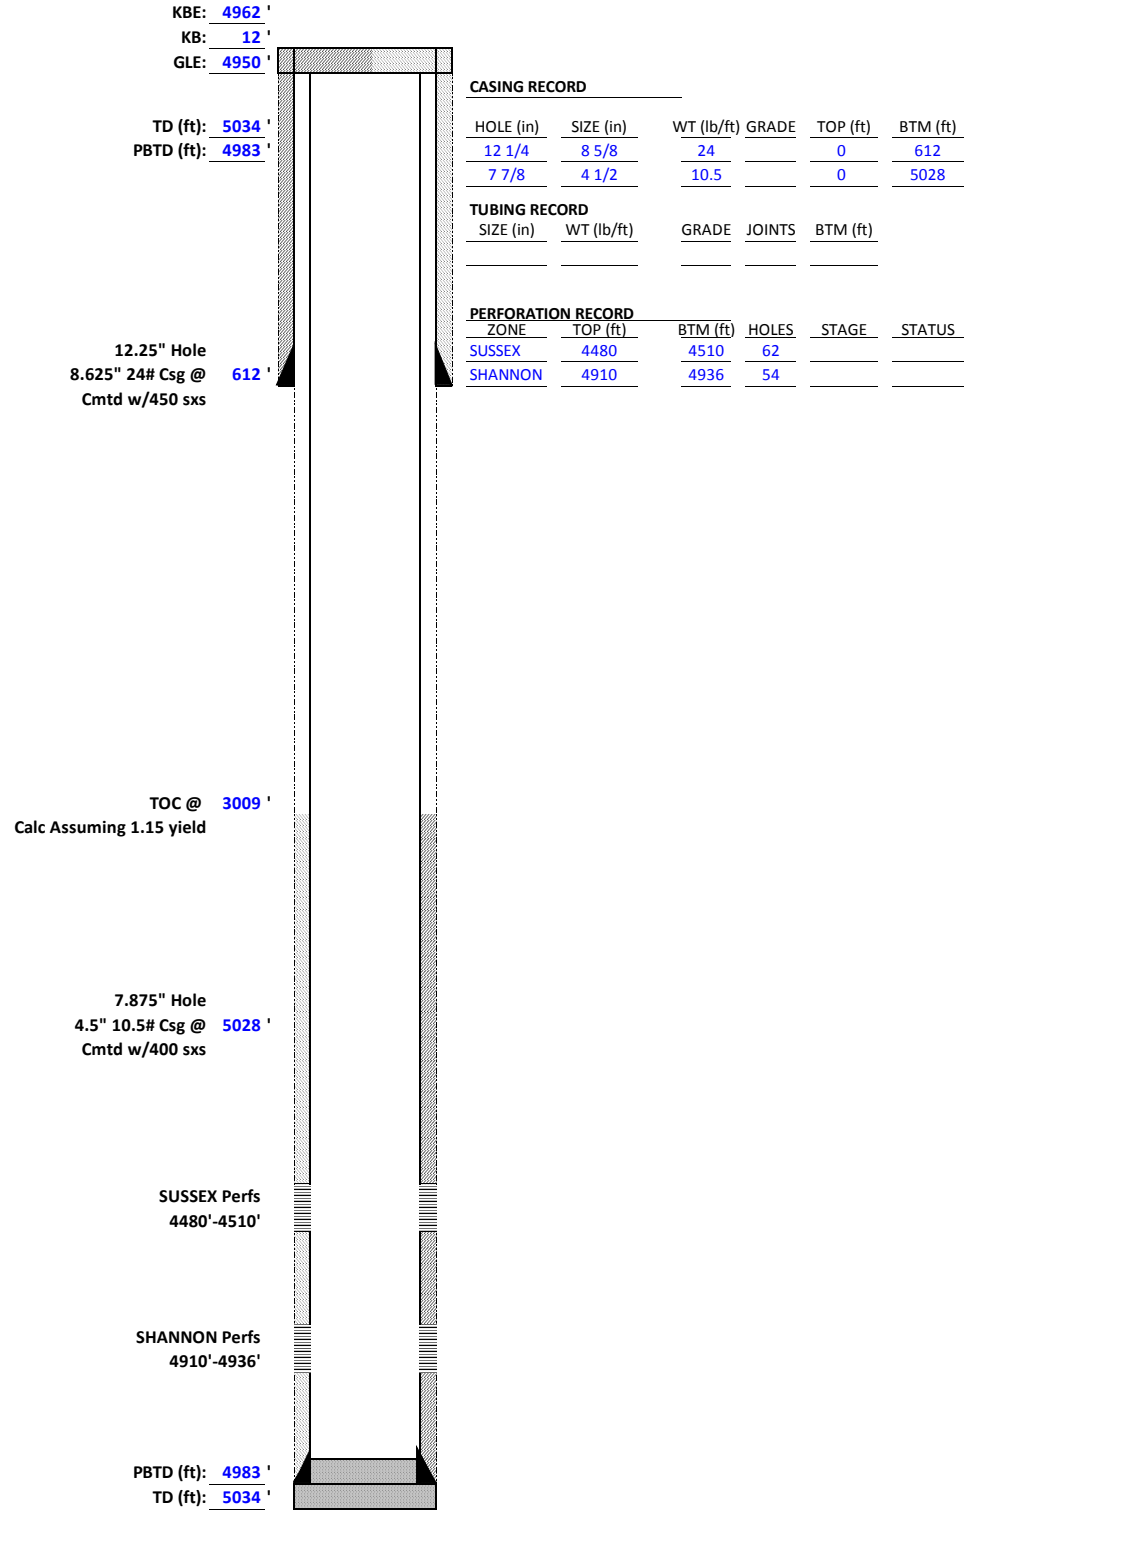 KBE: 4962 '
KB: 12 '
GLE: 4950 '
CASING RECORD
TD (ft): 5034 ' HOLE (in) SIZE (in) WT (lb/ft) GRADE TOP (ft) BTM (ft)
PBTD (ft): 4983 ' 12 1/4 8 5/8 24 0 612
7 7/8 4 1/2 10.5 0 5028
TUBING RECORD
SIZE (in) WT (lb/ft) GRADE JOINTS BTM (ft)
PERFORATION RECORD
ZONE TOP (ft) BTM (ft) HOLES STAGE STATUS
12.25" Hole SUSSEX 4480 4510 62
8.625" 24# Csg @ 612 ' SHANNON 4910 4936 54
Cmtd w/450 sxs
TOC @ 3009 '
Calc Assuming 1.15 yield
7.875" Hole
4.5" 10.5# Csg @ 5028 '
Cmtd w/400 sxs
SUSSEX Perfs
4480'-4510'
SHANNON Perfs
4910'-4936'
PBTD (ft): 4983 '
TD (ft): 5034 '